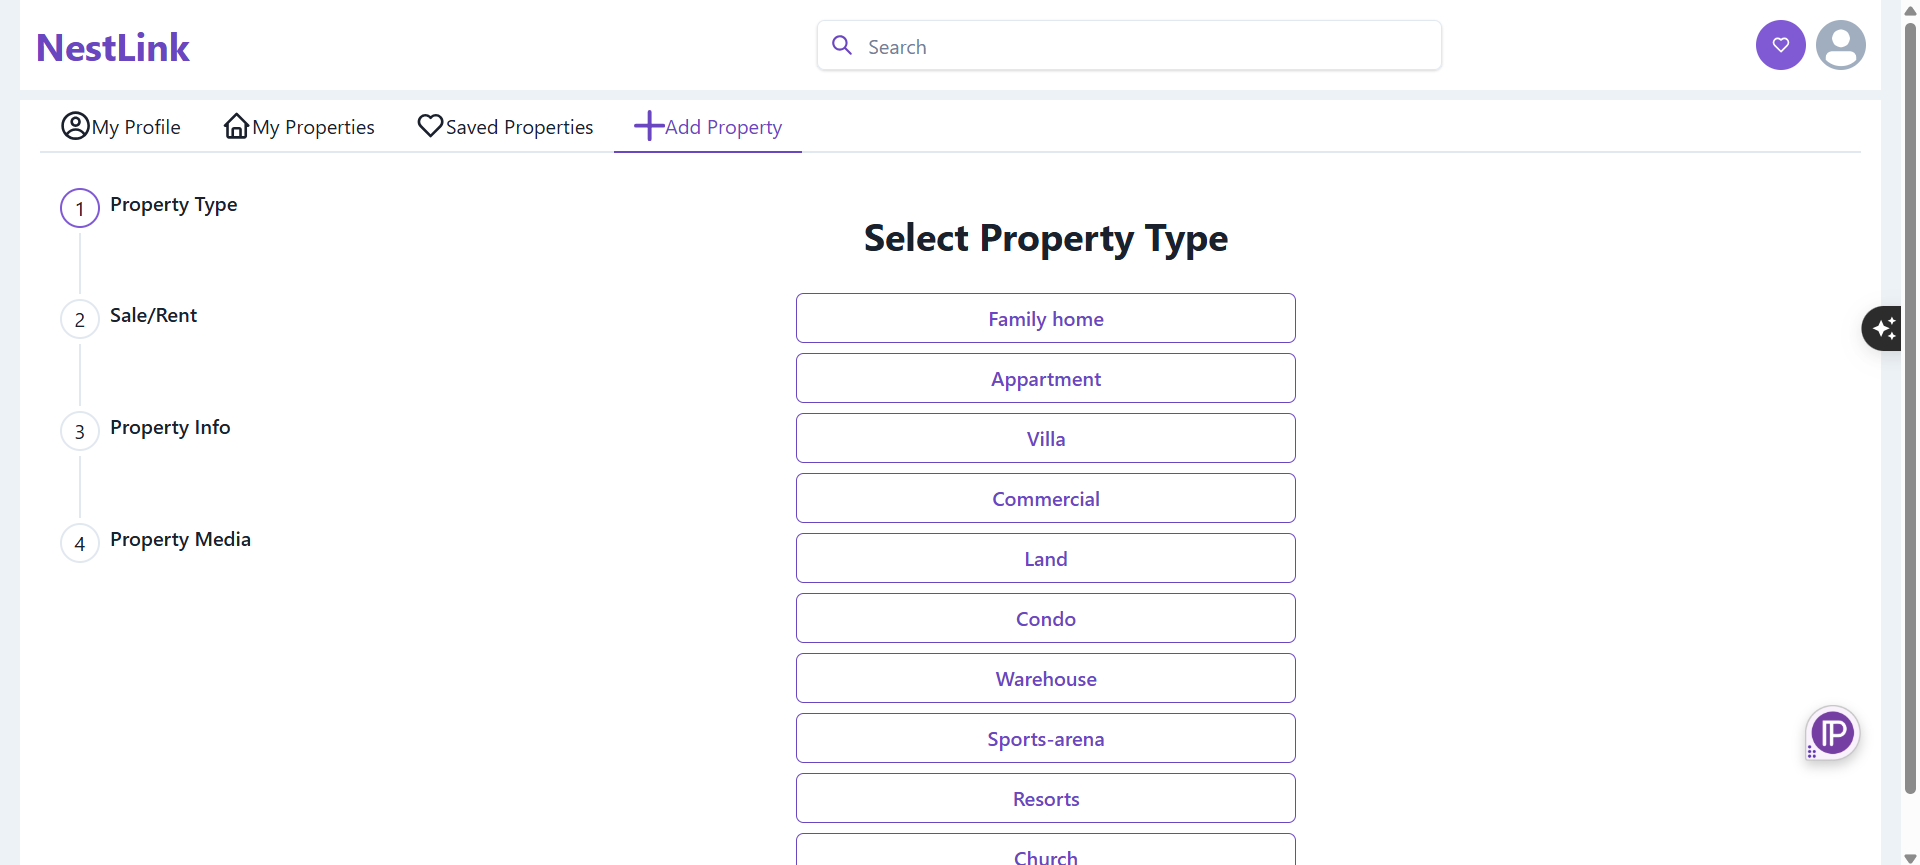 NestLink
Search
My Profile
My Properties
Saved Properties
Add Property
1 Property Type
2 Sale/Rent
3 Property Info
4 Property Media
Select Property Type
Family home
Appartment
Villa
Commercial
Land
Condo
Warehouse
Sports-arena
Resorts
Church